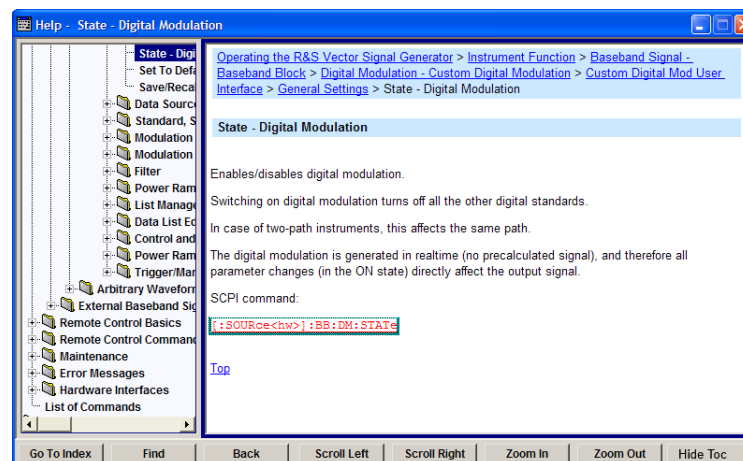 Help - State - Digital Modulation
State - Digi
Set To Defa
Save/Recal
Data Source
Standard, S
Modulation
Modulation
Filter
Power Ram
List Manage
Data List Ed
Control and
Power Ram
Trigger/Mar
Arbitrary Waveform
External Baseband Sig
Remote Control Basics
Remote Control Command
Maintenance
Error Messages
Hardware Interfaces
List of Commands
Operating the R&S Vector Signal Generator > Instrument Function > Baseband Signal -
Baseband Block > Digital Modulation - Custom Digital Modulation > Custom Digital Mod User
Interface > General Settings > State - Digital Modulation
State - Digital Modulation
Enables/disables digital modulation.
Switching on digital modulation turns off all the other digital standards.
In case of two-path instruments, this affects the same path.
The digital modulation is generated in realtime (no precalculated signal), and therefore all
parameter changes (in the ON state) directly affect the output signal.
SCPI command:
[:SOURce<hw>]:BB:DM:STATe
Top
Go To Index
Find
Back
Scroll Left
Scroll Right
Zoom In
Zoom Out
Hide Toc